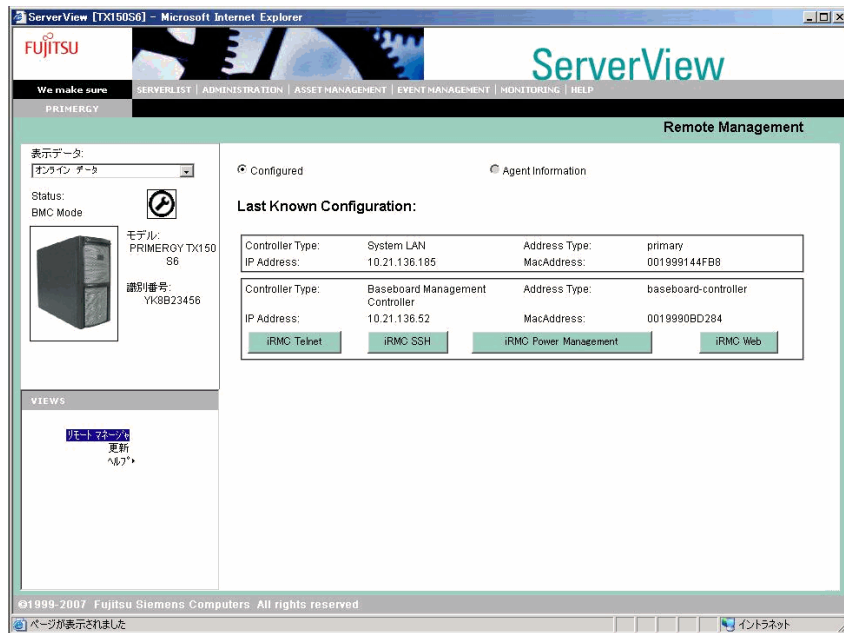 ServerView [TX150S6] - Microsoft Internet Explorer
FUJITSU
ServerView
We make sure
SERVERLIST | ADMINISTRATION | ASSET MANAGEMENT | EVENT MANAGEMENT | MONITORING | HELP
PRIMERGY
Remote Management
表示データ:
オンライン データ
Status:
BMC Mode
モデル:
PRIMERGY TX150
S6
識別番号:
YK8B23456
Configured
Agent Information
Last Known Configuration:
Controller Type: System LAN Address Type: primary
IP Address: 10.21.136.185 MacAddress: 001999144FB8
Controller Type: Baseboard Management Controller Address Type: baseboard-controller
IP Address: 10.21.136.52 MacAddress: 0019990BD284
iRMC Telnet iRMC SSH iRMC Power Management iRMC Web
VIEWS
リモート マネージャ
更新
ヘルプ
©1999-2007 Fujitsu Siemens Computers All rights reserved
ページが表示されました
イントラネット